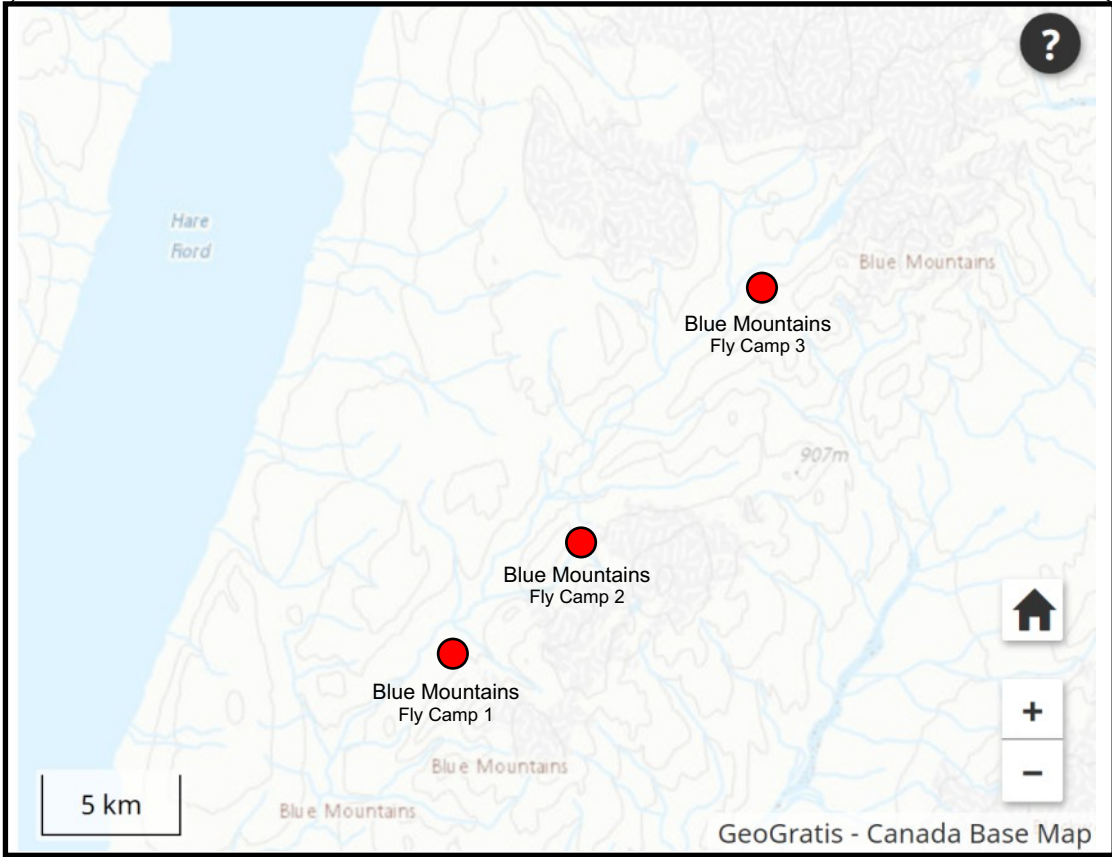 ?
Hare
Fiord
Blue Mountains
Blue Mountains
Fly Camp 3
907m
Blue Mountains
Fly Camp 2
Blue Mountains
Fly Camp 1
+
Blue Mountains
−
5 km
Blue Mountains
GeoGratis - Canada Base Map